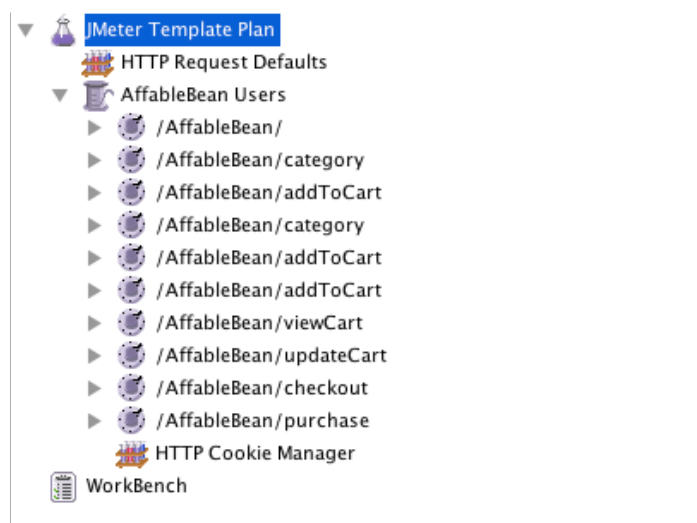 JMeter Template Plan
HTTP Request Defaults
AffableBean Users
/AffableBean/
/AffableBean/category
/AffableBean/addToCart
/AffableBean/category
/AffableBean/addToCart
/AffableBean/addToCart
/AffableBean/viewCart
/AffableBean/updateCart
/AffableBean/checkout
/AffableBean/purchase
HTTP Cookie Manager
WorkBench